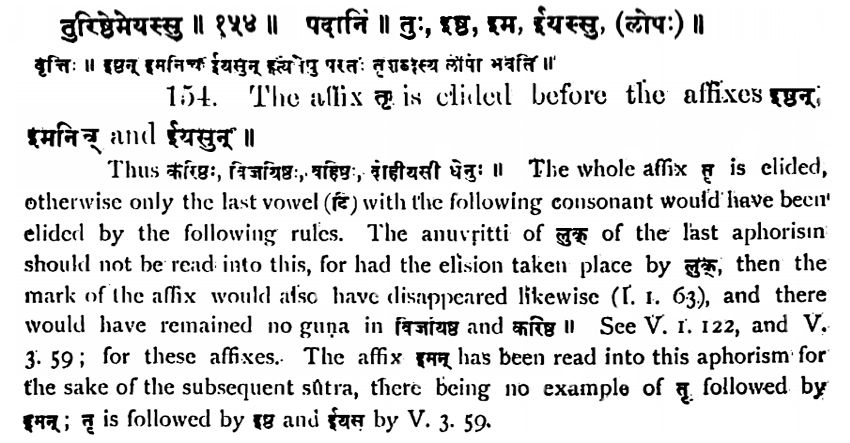 तुरिष्ठेमेयस्सु ॥ १५४ ॥ पदानि ॥ तुः, इष्ठ, इम, ईयस्सु, (लोपः) ॥
वृत्तिः ॥ इष्ठन् इमनिच् ईयसुन् इत्येषु परतः तृशब्दस्य लोपो भवति ॥
154. The affix तृ is elided before the affixes इष्ठन्,
इमनिच् and ईयसुन् ॥
Thus करिष्ठः, विजयिष्ठः, वहिष्ठः, दोहीयसी धेनुः ॥ The whole affix तृ is elided,
otherwise only the last vowel (टि) with the following consonant would have been
elided by the following rules. The anuvritti of लुक् of the last aphorism
should not be read into this, for had the elision taken place by लुक्, then the
mark of the affix would also have disappeared likewise (I. 1. 63), and there
would have remained no guṇa in विजयिष्ठ and करिष्ठ ॥ See V. 1. 122, and V.
3. 59; for these affixes. The affix इमन् has been read into this aphorism for
the sake of the subsequent sûtra, there being no example of तृ followed by
इमन्; तृ is followed by इष्ठ and ईयस by V. 3. 59.